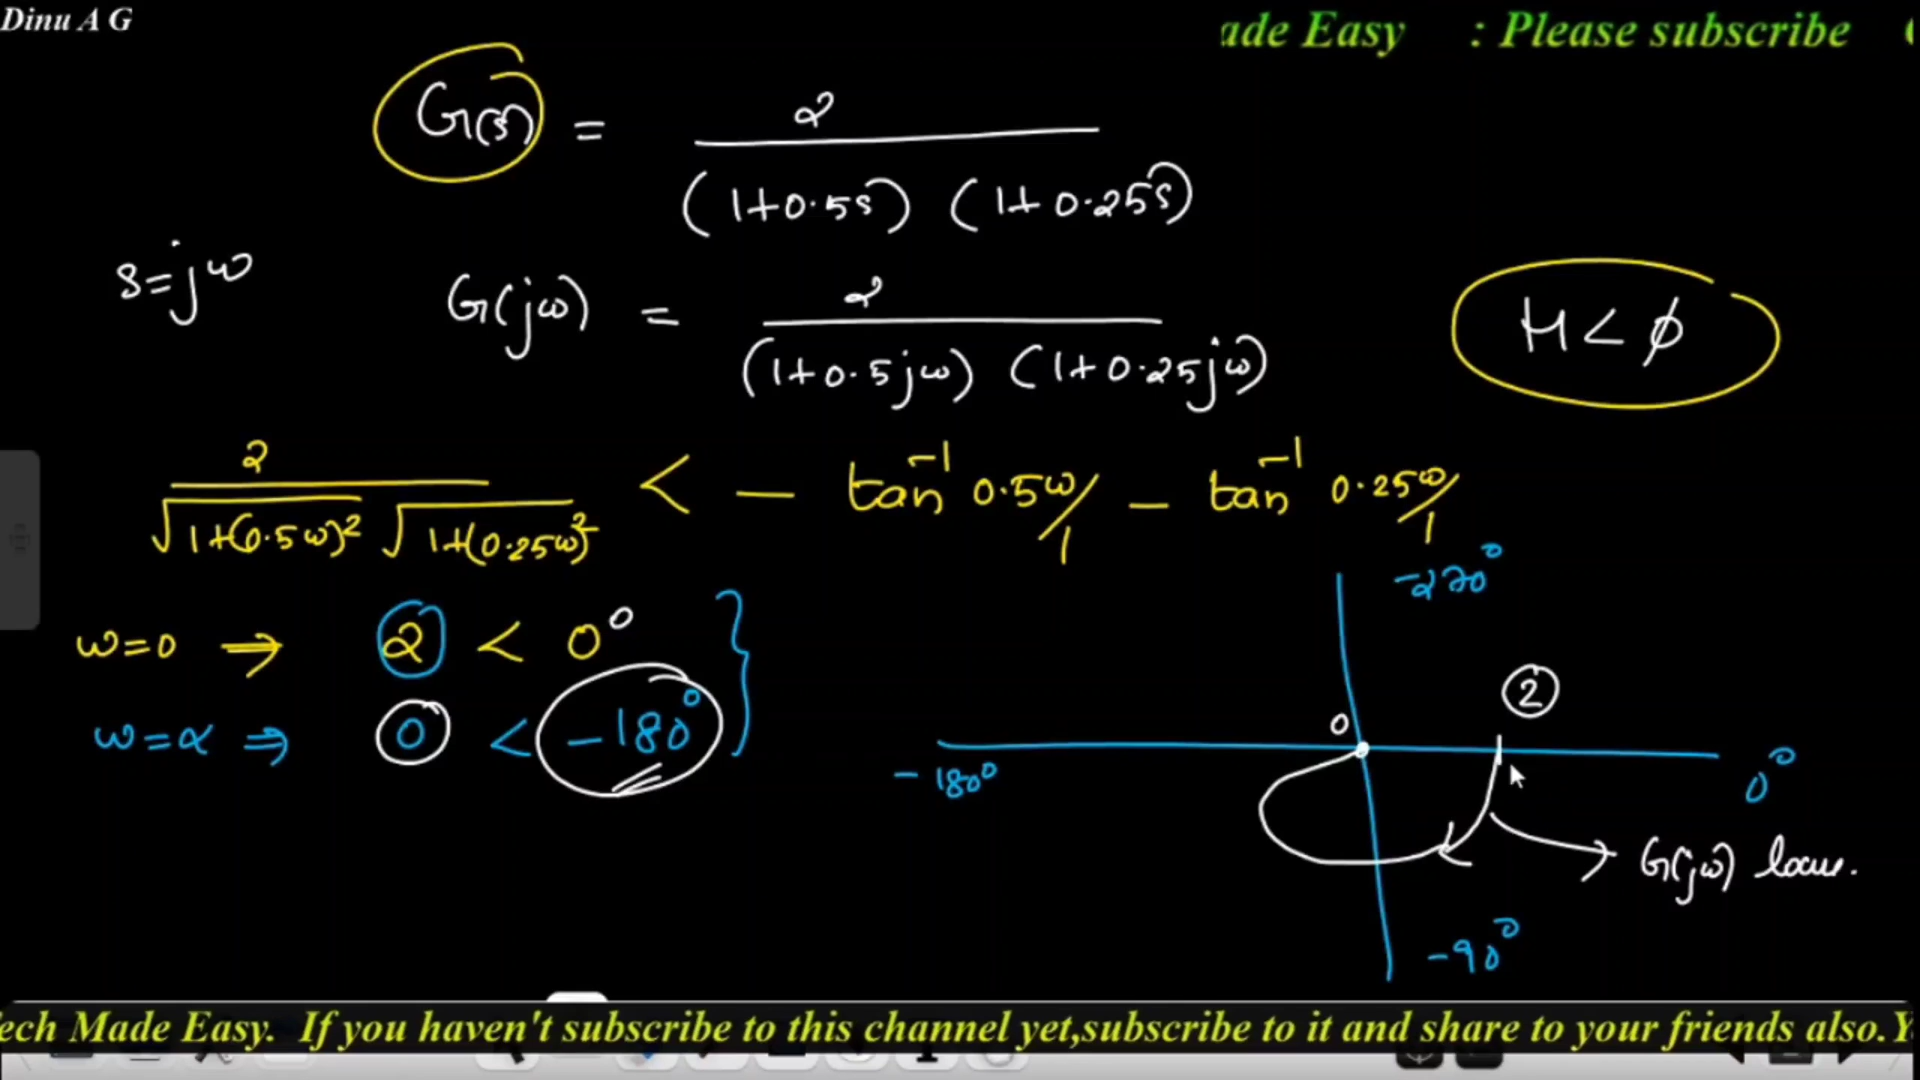 Dinu A G
ade Easy : Please subscribe
G(s) = 2 / (1+0.5s) (1+0.25s)
s=jω
G(jω) = 2 / (1+0.5jω) (1+0.25jω)
M < ϕ
2 / √1+(0.5ω)² √1+(0.25ω)² < − tan⁻¹ 0.5ω/1 − tan⁻¹ 0.25ω/1
-270°
ω=0 ⇒ 2 < 0°
ω=α ⇒ 0 < −180°
2
0
-180°
0°
G(jω) locus.
-90°
ech Made Easy. If you haven't subscribe to this channel yet,subscribe to it and share to your friends also.Y